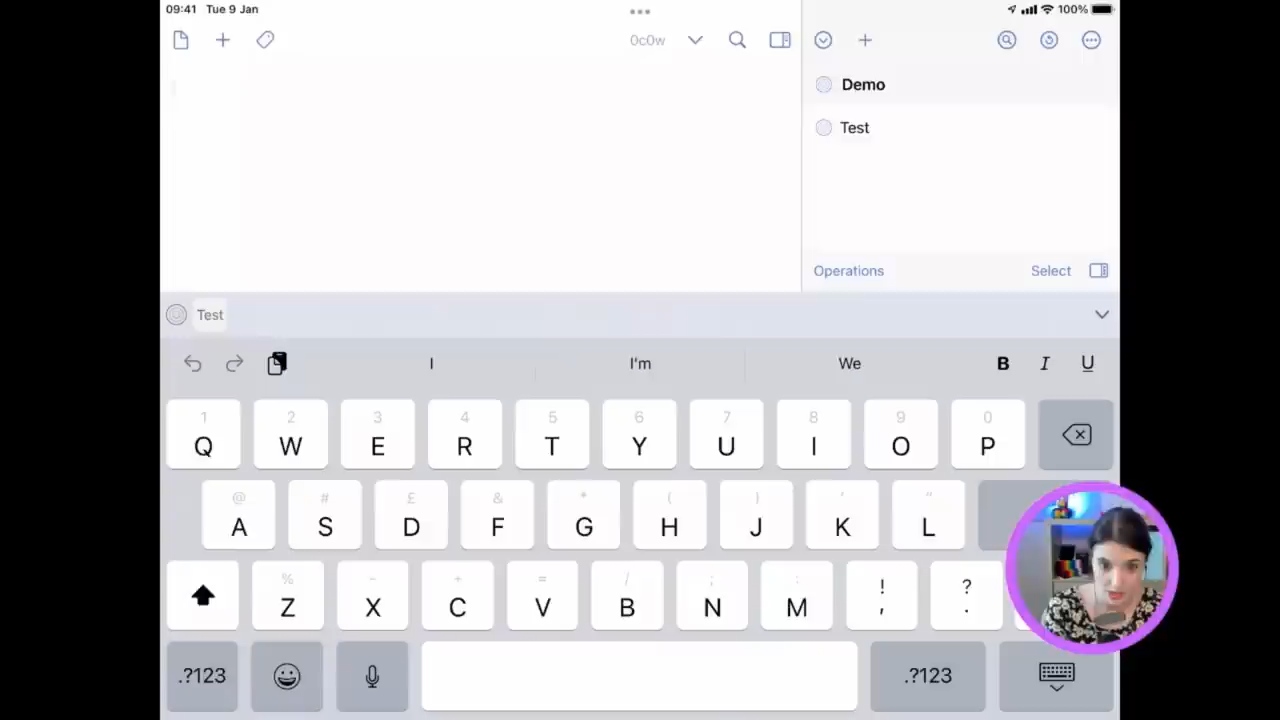 09:41 Tue 9 Jan
100%
0c0w
Demo
Test
Operations Select
Test
I I'm We B I U
1 2 3 4 5 6 7 8 9 0
Q W E R T Y U I O P
@ # £ & * ( ) ' "
A S D F G H J K L
% - + = / ; : ! ?
Z X C V B N M , .
.?123 .?123